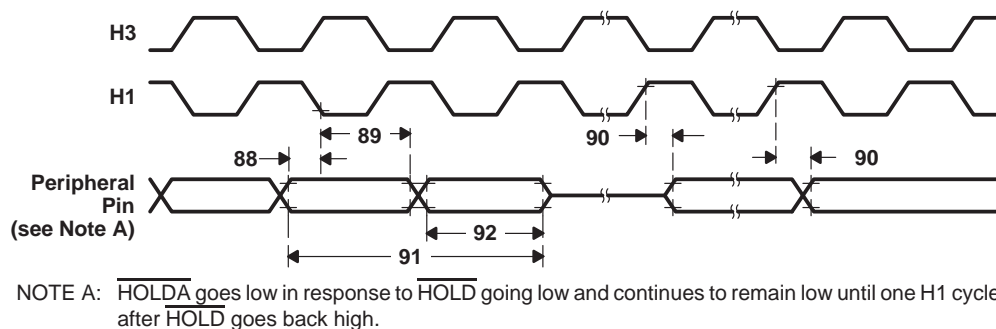 H3
H1
89
90
88
90
Peripheral
Pin
(see Note A)
92
91
NOTE A: HOLDA goes low in response to HOLD going low and continues to remain low until one H1 cycle
after HOLD goes back high.